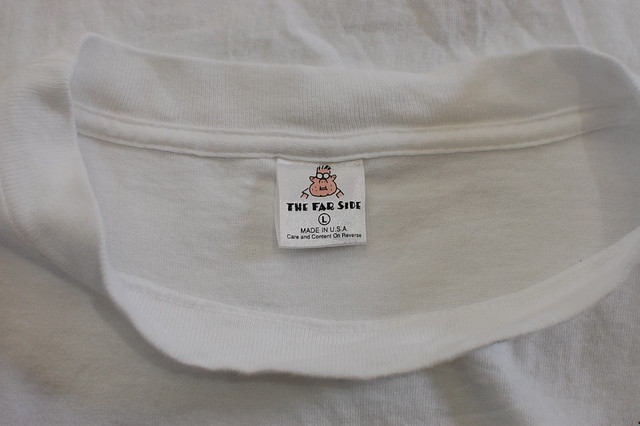 THE FAR SIDE
L
MADE IN U.S.A.
Care and Content On Reverse